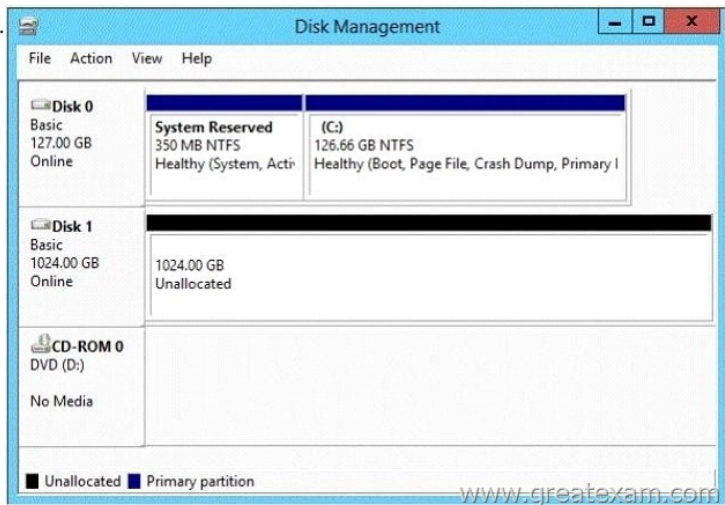 Disk Management
File Action View Help
Disk 0
Basic
127.00 GB
Online
System Reserved
350 MB NTFS
Healthy (System, Acti
(C:)
126.66 GB NTFS
Healthy (Boot, Page File, Crash Dump, Primary
Disk 1
Basic
1024.00 GB
Online
1024.00 GB
Unallocated
CD-ROM 0
DVD (D:)
No Media
Unallocated Primary partition
www.greatexam.com